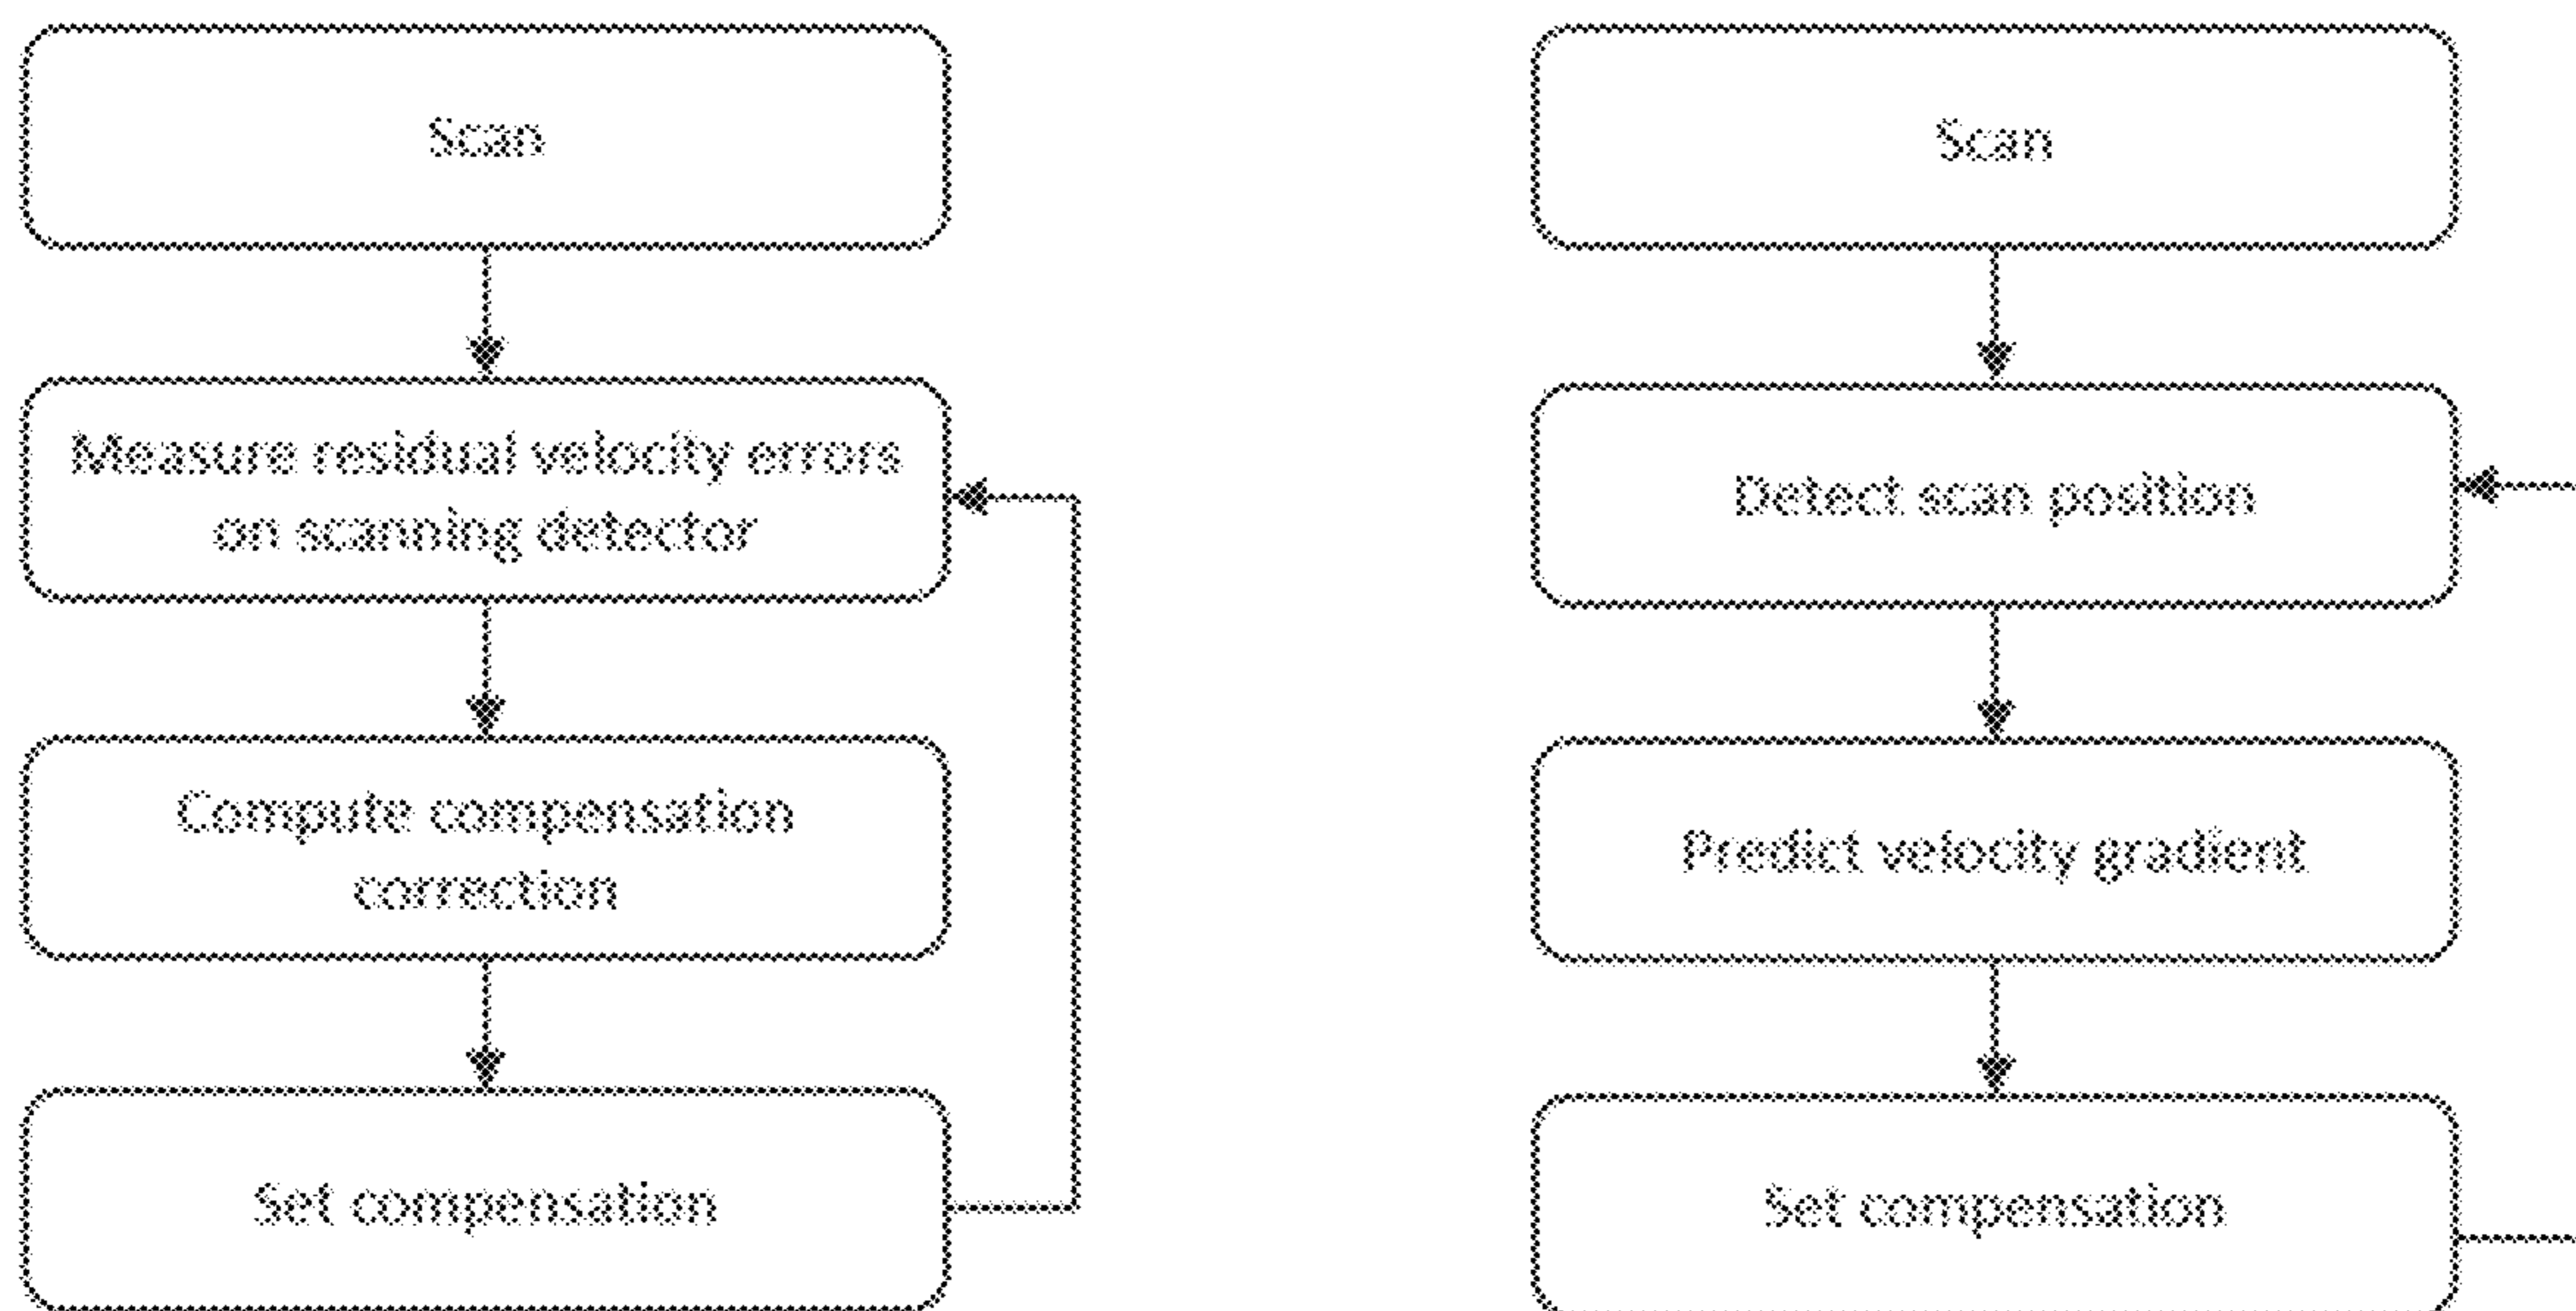 Scan
Measure residual velocity errors
on scanning detector
Compute compensation
correction
Set compensation
Scan
Detect scan position
Predict velocity gradient
Set compensation